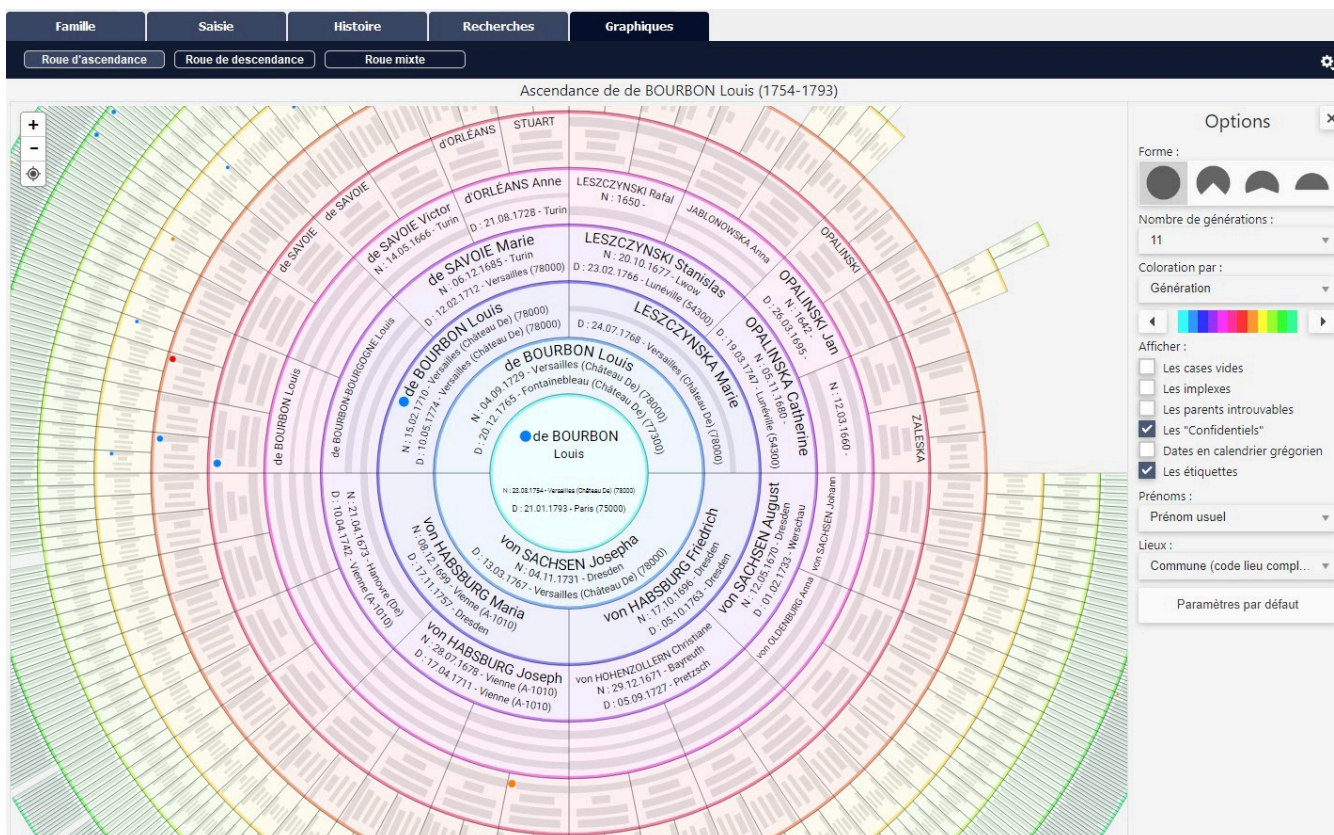 Famille
Saisie
Histoire
Recherches
Graphiques
Roue d'ascendance
Roue de descendance
Roue mixte
Ascendance de de BOURBON Louis (1754-1793)
+
-
de BOURBON
Louis
N : 23.08.1754 - Versailles (Château De) (78000)
D : 21.01.1793 - Paris (75000)
de BOURBON Louis
N : 04.09.1729 - Versailles (Château De) (78000)
D : 20.12.1765 - Fontainebleau (Château De) (77300)
von SACHSEN Josepha
N : 04.11.1731 - Dresden
D : 13.03.1767 - Versailles (Château De) (78000)
de BOURBON Louis
N : 15.02.1710 - Versailles (Château De) (78000)
D : 10.05.1774 - Versailles (Château De) (78000)
LESZCZYNSKA Marie
D : 24.07.1768 - Versailles (Château De) (78000)
von HABSBURG Friedrich
N : 17.10.1696 - Dresden
D : 05.10.1763 - Dresden
von HABSBURG Maria
N : 08.12.1699 - Vienne (A-1010)
D : 17.11.1757 - Dresden
de BOURBON-BOURGOGNE Louis
de SAVOIE Marie
N : 06.12.1685 - Turin
D : 12.02.1712 - Versailles (78000)
LESZCZYNSKI Stanislas
N : 20.10.1677 - Lwow
D : 23.02.1766 - Lunéville (54300)
OPALINSKA Catherine
N : 05.11.1680 -
D : 19.03.1747 - Lunéville (54300)
von SACHSEN August
N : 12.05.1670 - Dresden
D : 01.02.1733 - Werschau
von HOHENZOLLERN Christiane
N : 29.12.1671 - Bayreuth
D : 05.09.1727 - Pretzsch
von HABSBURG Joseph
N : 28.07.1678 - Vienne (A-1010)
D : 17.04.1711 - Vienne (A-1010)
N : 21.04.1673 - Hanovre (De)
D : 10.04.1742 - Vienne (A-1010)
de BOURBON Louis
de SAVOIE Victor
N : 14.05.1666 - Turin
d'ORLÉANS Anne
D : 21.08.1728 - Turin
LESZCZYNSKI Rafal
N : 1650 -
JABLONOWSKA Anna
OPALINSKI Jan
N : 1642 -
D : 26.03.1695 -
N : 12.03.1660 -
von SACHSEN Johann
von OLDENBURG Anna
de SAVOIE
de SAVOIE
d'ORLÉANS
STUART
OPALINSKI
ZALESKA
Options
×
Forme :
Nombre de générations :
11
Coloration par :
Génération
Afficher :
Les cases vides
Les implexes
Les parents introuvables
Les "Confidentiels"
Dates en calendrier grégorien
Les étiquettes
Prénoms :
Prénom usuel
Lieux :
Commune (code lieu compl...
Paramètres par défaut